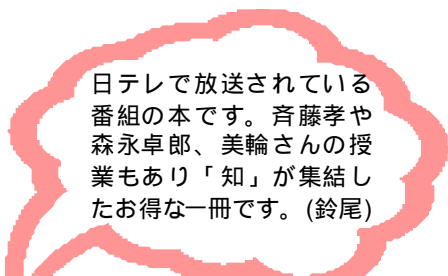 日テレで放送されている
番組の本です。斉藤孝や
森永卓郎、美輪さんの授
業もあり「知」が集結し
たお得な一冊です。(鈴尾)